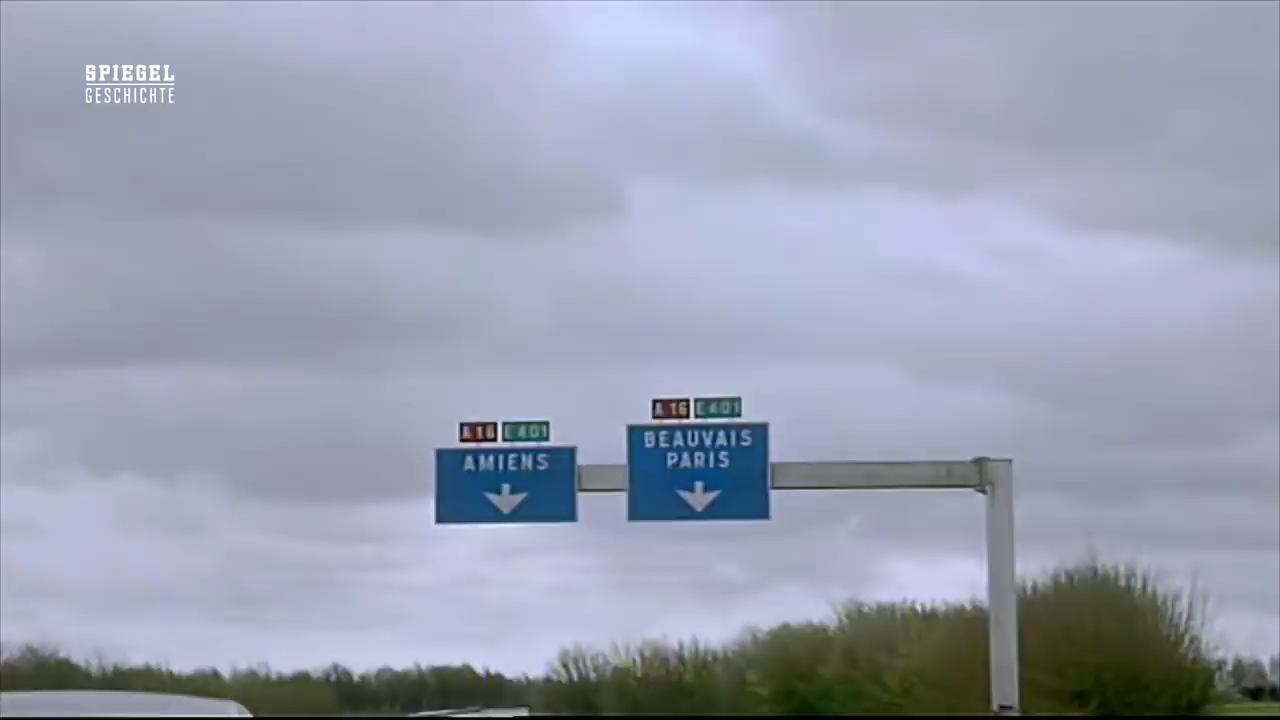 SPIEGEL
GESCHICHTE
A 16 E 401
BEAUVAIS
PARIS
A 16 E 401
AMIENS